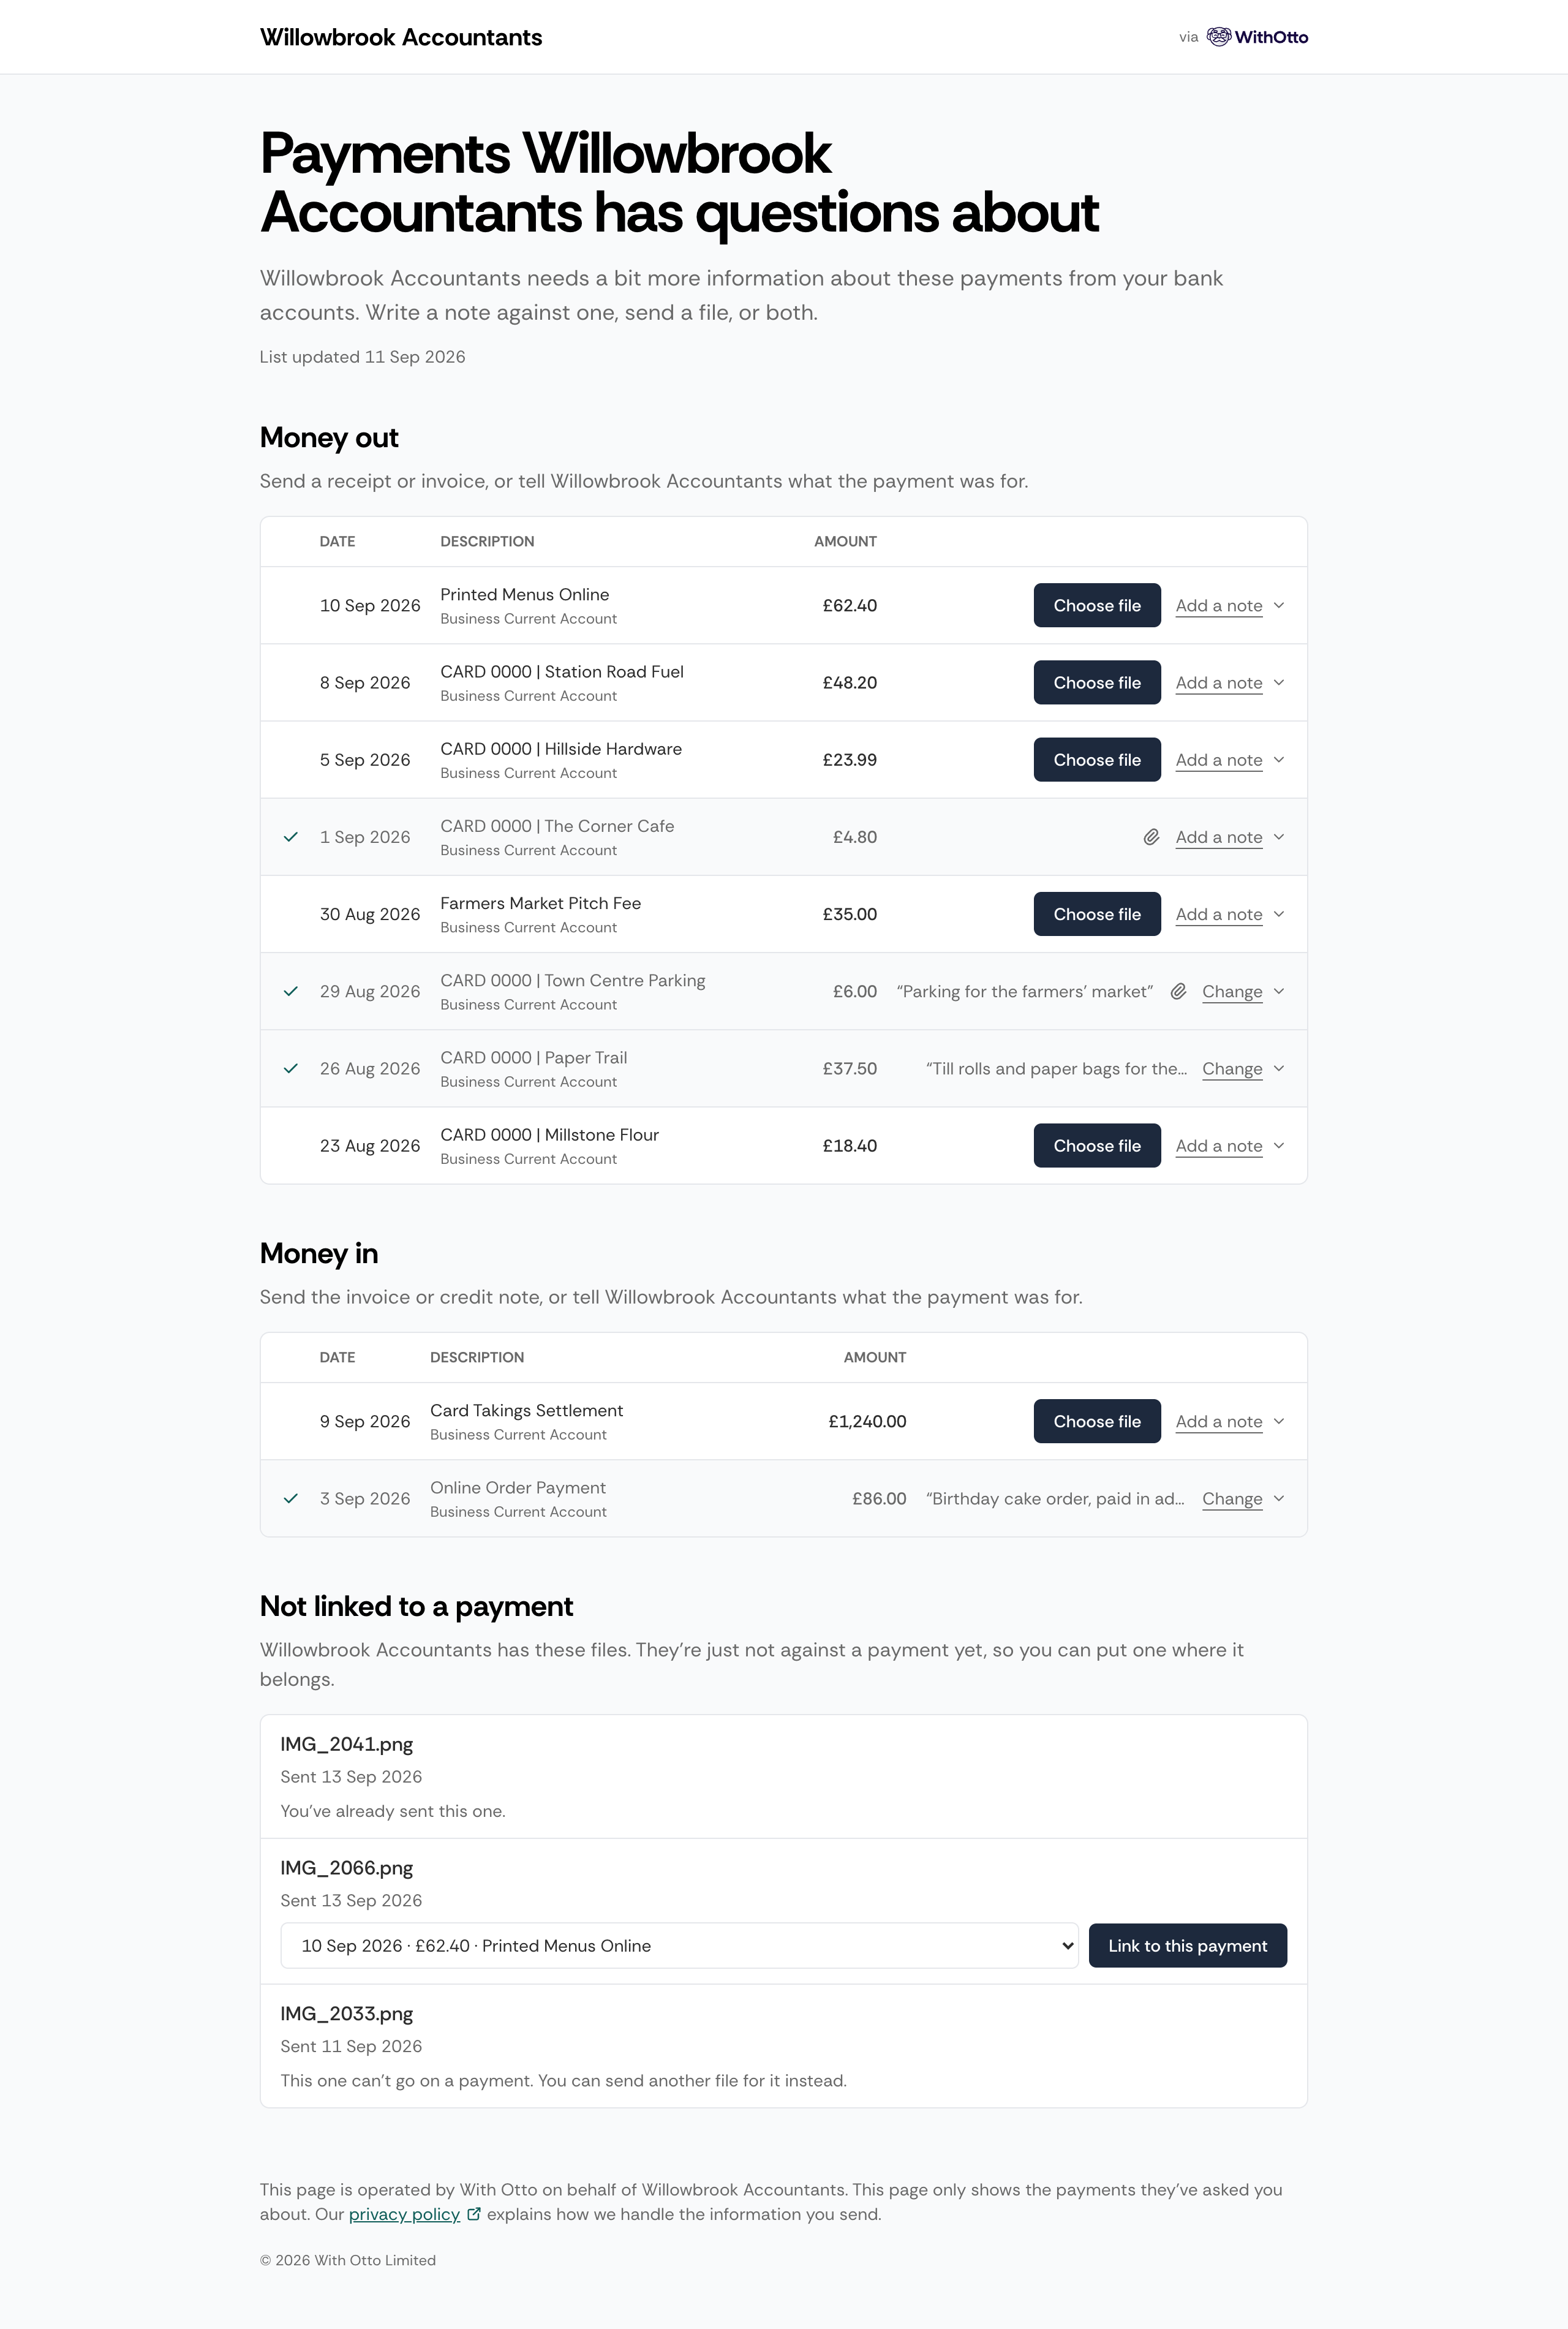 Willowbrook Accountants
via WithOtto
Payments Willowbrook
Accountants has questions about
Willowbrook Accountants needs a bit more information about these payments from your bank
accounts. Write a note against one, send a file, or both.
List updated 11 Sep 2026
Money out
Send a receipt or invoice, or tell Willowbrook Accountants what the payment was for.
DATE DESCRIPTION AMOUNT
10 Sep 2026 Printed Menus Online £62.40 Choose file Add a note
Business Current Account
8 Sep 2026 CARD 0000 | Station Road Fuel £48.20 Choose file Add a note
Business Current Account
5 Sep 2026 CARD 0000 | Hillside Hardware £23.99 Choose file Add a note
Business Current Account
1 Sep 2026 CARD 0000 | The Corner Cafe £4.80 Add a note
Business Current Account
30 Aug 2026 Farmers Market Pitch Fee £35.00 Choose file Add a note
Business Current Account
29 Aug 2026 CARD 0000 | Town Centre Parking £6.00 “Parking for the farmers’ market” Change
Business Current Account
26 Aug 2026 CARD 0000 | Paper Trail £37.50 “Till rolls and paper bags for the... Change
Business Current Account
23 Aug 2026 CARD 0000 | Millstone Flour £18.40 Choose file Add a note
Business Current Account
Money in
Send the invoice or credit note, or tell Willowbrook Accountants what the payment was for.
DATE DESCRIPTION AMOUNT
9 Sep 2026 Card Takings Settlement £1,240.00 Choose file Add a note
Business Current Account
3 Sep 2026 Online Order Payment £86.00 “Birthday cake order, paid in ad... Change
Business Current Account
Not linked to a payment
Willowbrook Accountants has these files. They’re just not against a payment yet, so you can put one where it
belongs.
IMG_2041.png
Sent 13 Sep 2026
You’ve already sent this one.
IMG_2066.png
Sent 13 Sep 2026
10 Sep 2026 · £62.40 · Printed Menus Online Link to this payment
IMG_2033.png
Sent 11 Sep 2026
This one can’t go on a payment. You can send another file for it instead.
This page is operated by With Otto on behalf of Willowbrook Accountants. This page only shows the payments they’ve asked you
about. Our privacy policy explains how we handle the information you send.
© 2026 With Otto Limited